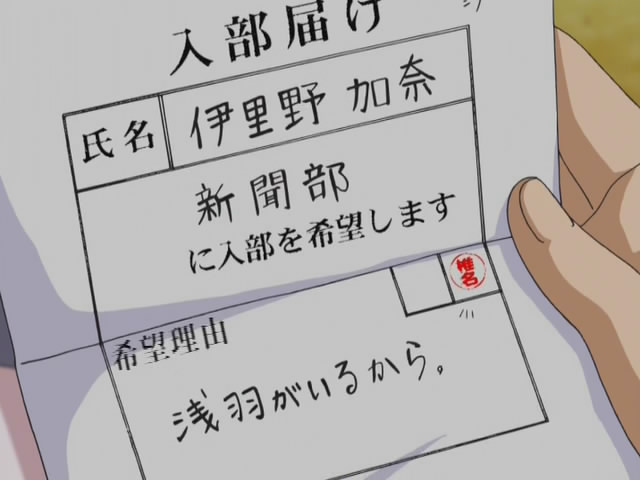 入部届け
氏名 伊里野 加奈
新聞部
に入部を希望します
椎名
希望理由
浅羽がいるから。